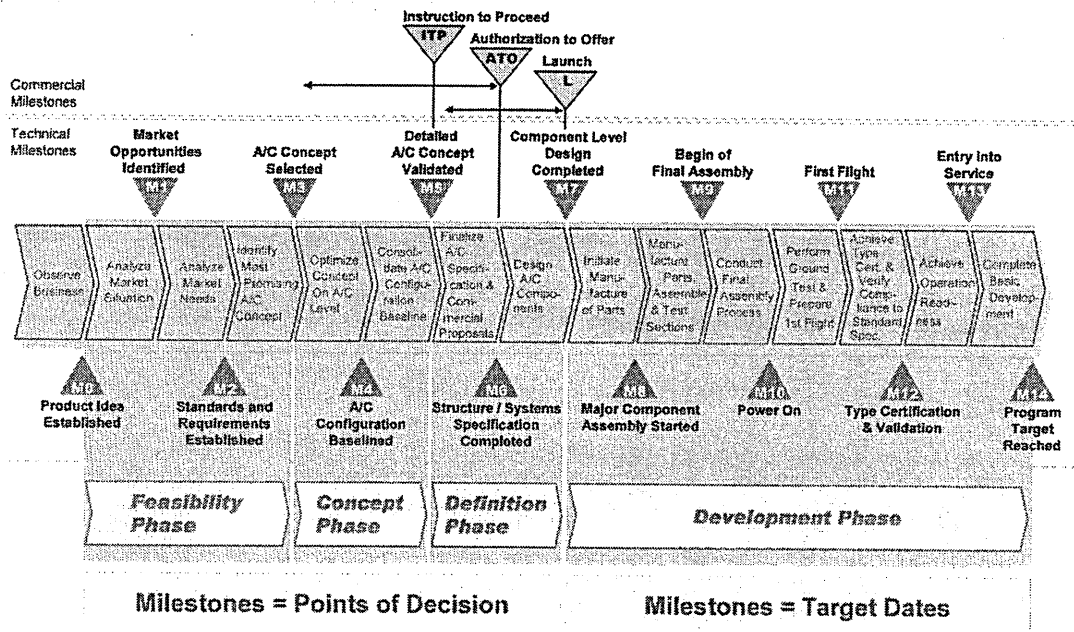 Instruction to Proceed
ITP
Authorization to Offer
ATO
Launch
L
Commercial
Milestones
Technical
Milestones
Market
Opportunities
Identified
M1
A/C Concept
Selected
M3
Detailed
A/C Concept
Validated
M5
Component Level
Design
Completed
M7
Begin of
Final Assembly
M9
First Flight
M11
Entry into
Service
M13
Observe
Business
Analyze
Market
Situation
Analyze
Market
Needs
Identify
Most
Promising
A/C
Concept
Optimize
Concept
On A/C
Level
Consoli-
date A/C
Configu-
ration
Baseline
Finalize
A/C
Specifi-
cation &
Com-
mercial
Proposals
Design
A/C
Compo-
nents
Initiate
Manu-
facture
of Parts
Manu-
facture
Parts,
Assemble
& Test
Sections
Conduct
Final
Assembly
Process
Perform
Ground
Test &
Prepare
1st Flight
Achieve
Type
Cert. &
Verify
Comp-
liance to
Standard
Spec.
Achieve
Operation
Readi-
ness
Complete
Basic
Develop-
ment
M0
Product Idea
Established
M2
Standards and
Requirements
Established
M4
A/C
Configuration
Baselined
M6
Structure / Systems
Specification
Completed
M8
Major Component
Assembly Started
M10
Power On
M12
Type Certification
& Validation
M14
Program
Target
Reached
Feasibility
Phase
Concept
Phase
Definition
Phase
Development Phase
Milestones = Points of Decision
Milestones = Target Dates